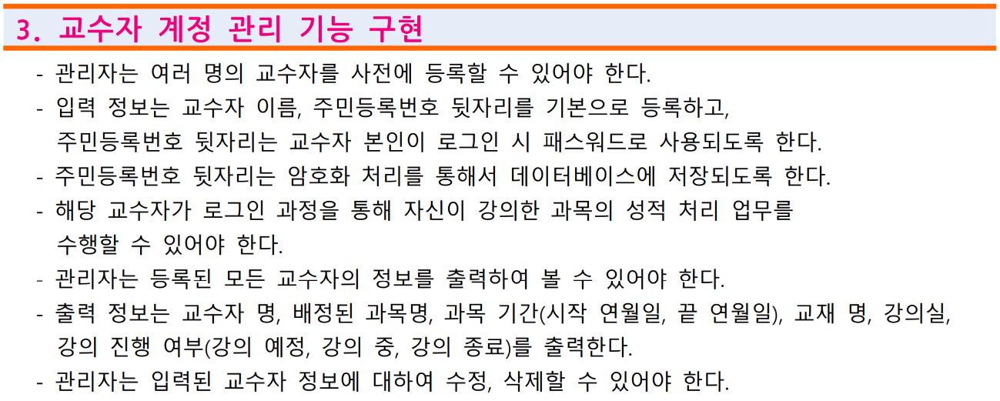 3. 교수자 계정 관리 기능 구현
- 관리자는 여러 명의 교수자를 사전에 등록할 수 있어야 한다.
- 입력 정보는 교수자 이름, 주민등록번호 뒷자리를 기본으로 등록하고,
주민등록번호 뒷자리는 교수자 본인이 로그인 시 패스워드로 사용되도록 한다.
- 주민등록번호 뒷자리는 암호화 처리를 통해서 데이터베이스에 저장되도록 한다.
- 해당 교수자가 로그인 과정을 통해 자신이 강의한 과목의 성적 처리 업무를
수행할 수 있어야 한다.
- 관리자는 등록된 모든 교수자의 정보를 출력하여 볼 수 있어야 한다.
- 출력 정보는 교수자 명, 배정된 과목명, 과목 기간(시작 연월일, 끝 연월일), 교재 명, 강의실,
강의 진행 여부(강의 예정, 강의 중, 강의 종료)를 출력한다.
- 관리자는 입력된 교수자 정보에 대하여 수정, 삭제할 수 있어야 한다.